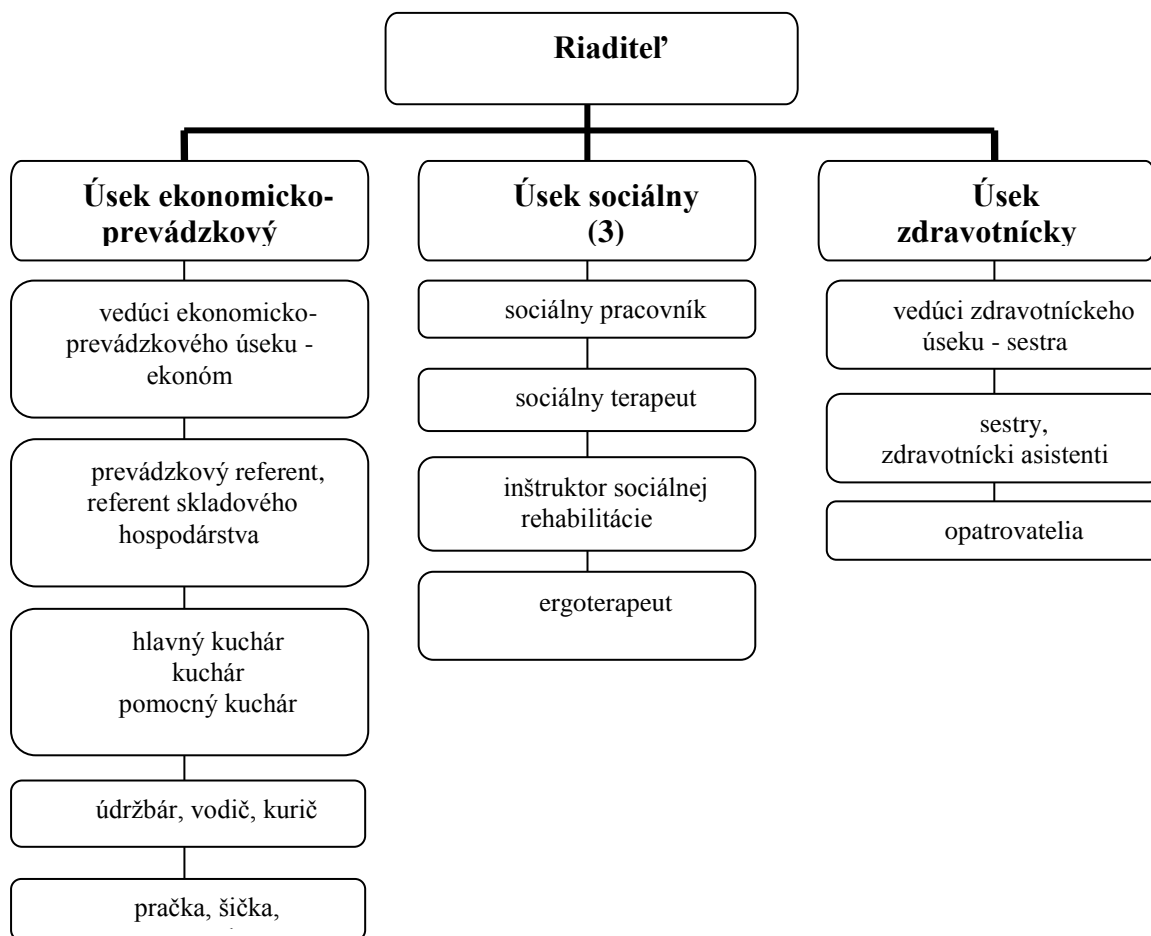 Riaditeľ
Úsek ekonomicko-
prevádzkový
vedúci ekonomicko-
prevádzkového úseku -
ekonóm
prevádzkový referent,
referent skladového
hospodárstva
hlavný kuchár
kuchár
pomocný kuchár
údržbár, vodič, kurič
pračka, šička,
Úsek sociálny
(3)
sociálny pracovník
sociálny terapeut
inštruktor sociálnej
rehabilitácie
ergoterapeut
Úsek
zdravotnícky
vedúci zdravotníckeho
úseku - sestra
sestry,
zdravotnícki asistenti
opatrovatelia